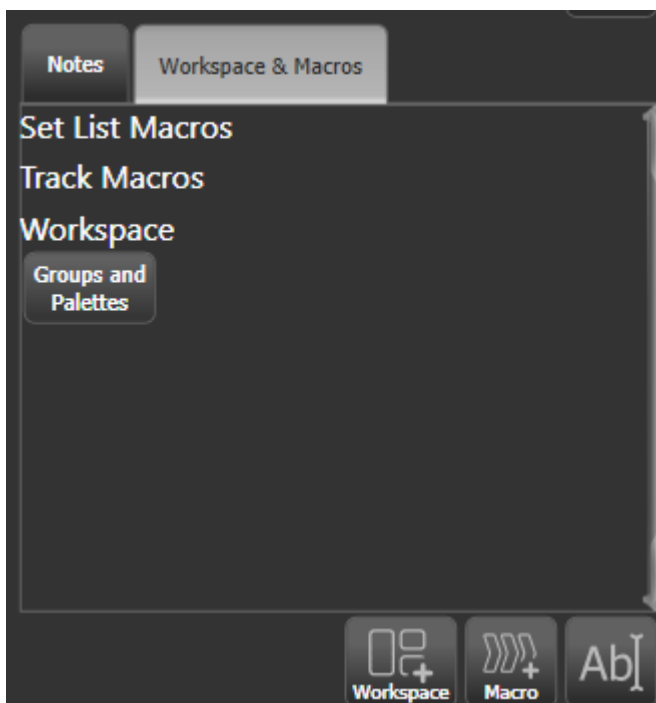 Notes
Workspace & Macros
Set List Macros
Track Macros
Workspace
Groups and
Palettes
Workspace
Macro
Ab